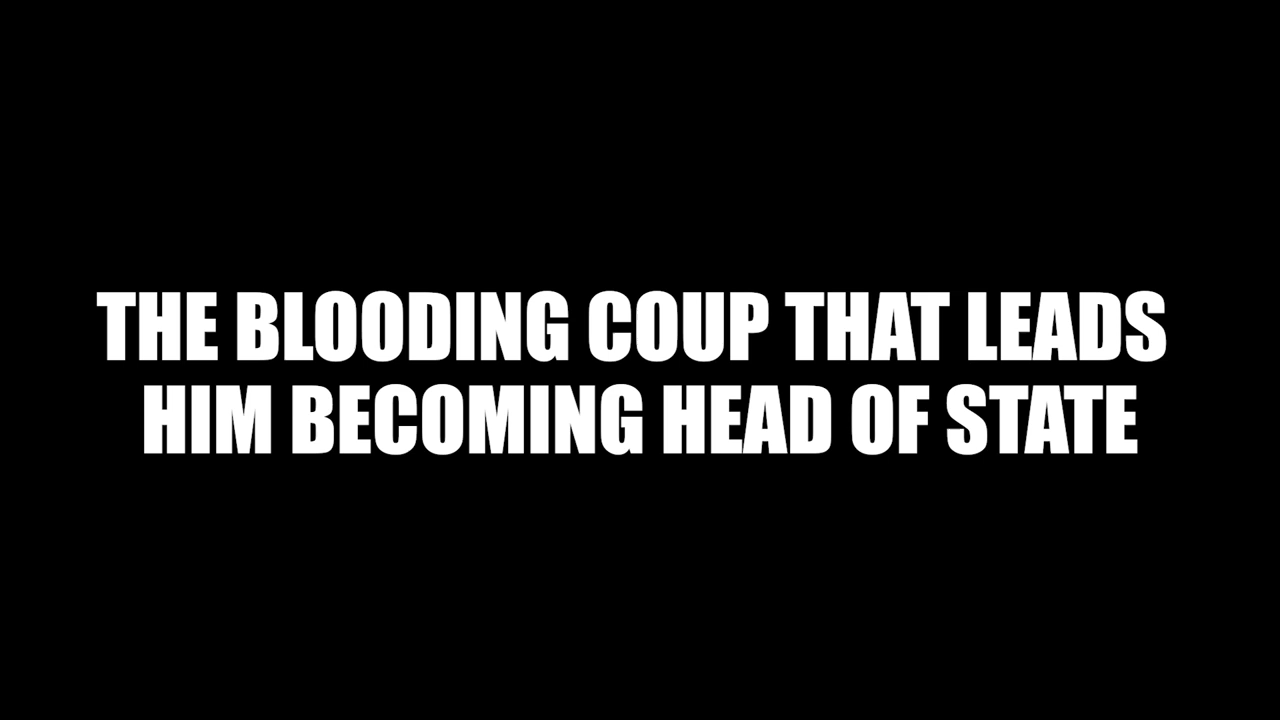 THE BLOODING COUP THAT LEADS
HIM BECOMING HEAD OF STATE